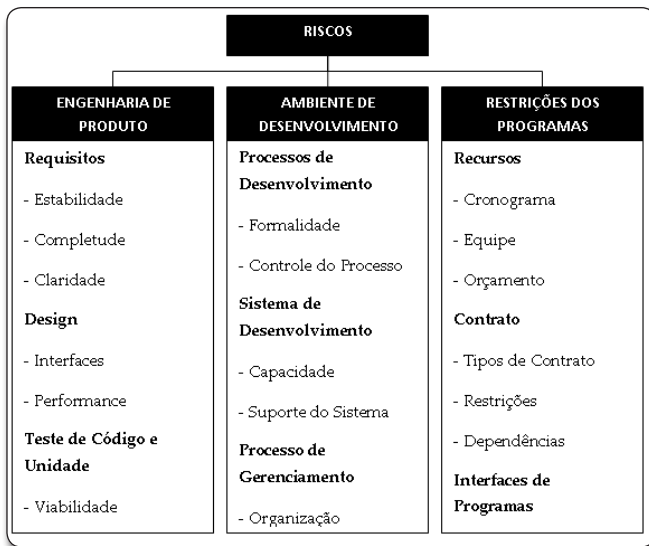 RISCOS
ENGENHARIA DE
PRODUTO
Requisitos
- Estabilidade
- Completude
- Claridade
Design
- Interfaces
- Performance
Teste de Código e
Unidade
- Viabilidade
AMBIENTE DE
DESENVOLVIMENTO
Processos de
Desenvolvimento
- Formalidade
- Controle do Processo
Sistema de
Desenvolvimento
- Capacidade
- Suporte do Sistema
Processo de
Gerenciamento
- Organização
RESTRIÇÕES DOS
PROGRAMAS
Recursos
- Cronograma
- Equipe
- Orçamento
Contrato
- Tipos de Contrato
- Restrições
- Dependências
Interfaces de
Programas